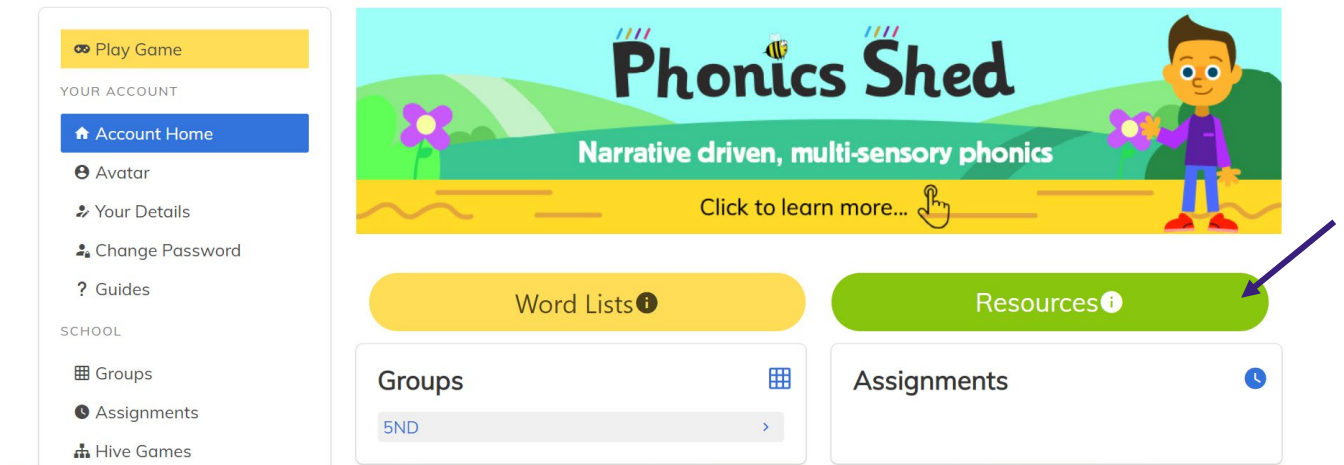 Play Game
YOUR ACCOUNT
Account Home
Avatar
Your Details
Change Password
? Guides
SCHOOL
Groups
Assignments
Hive Games
Phonics Shed
Narrative driven, multi-sensory phonics
Click to learn more...
Word Lists
Resources
Groups
5ND
Assignments